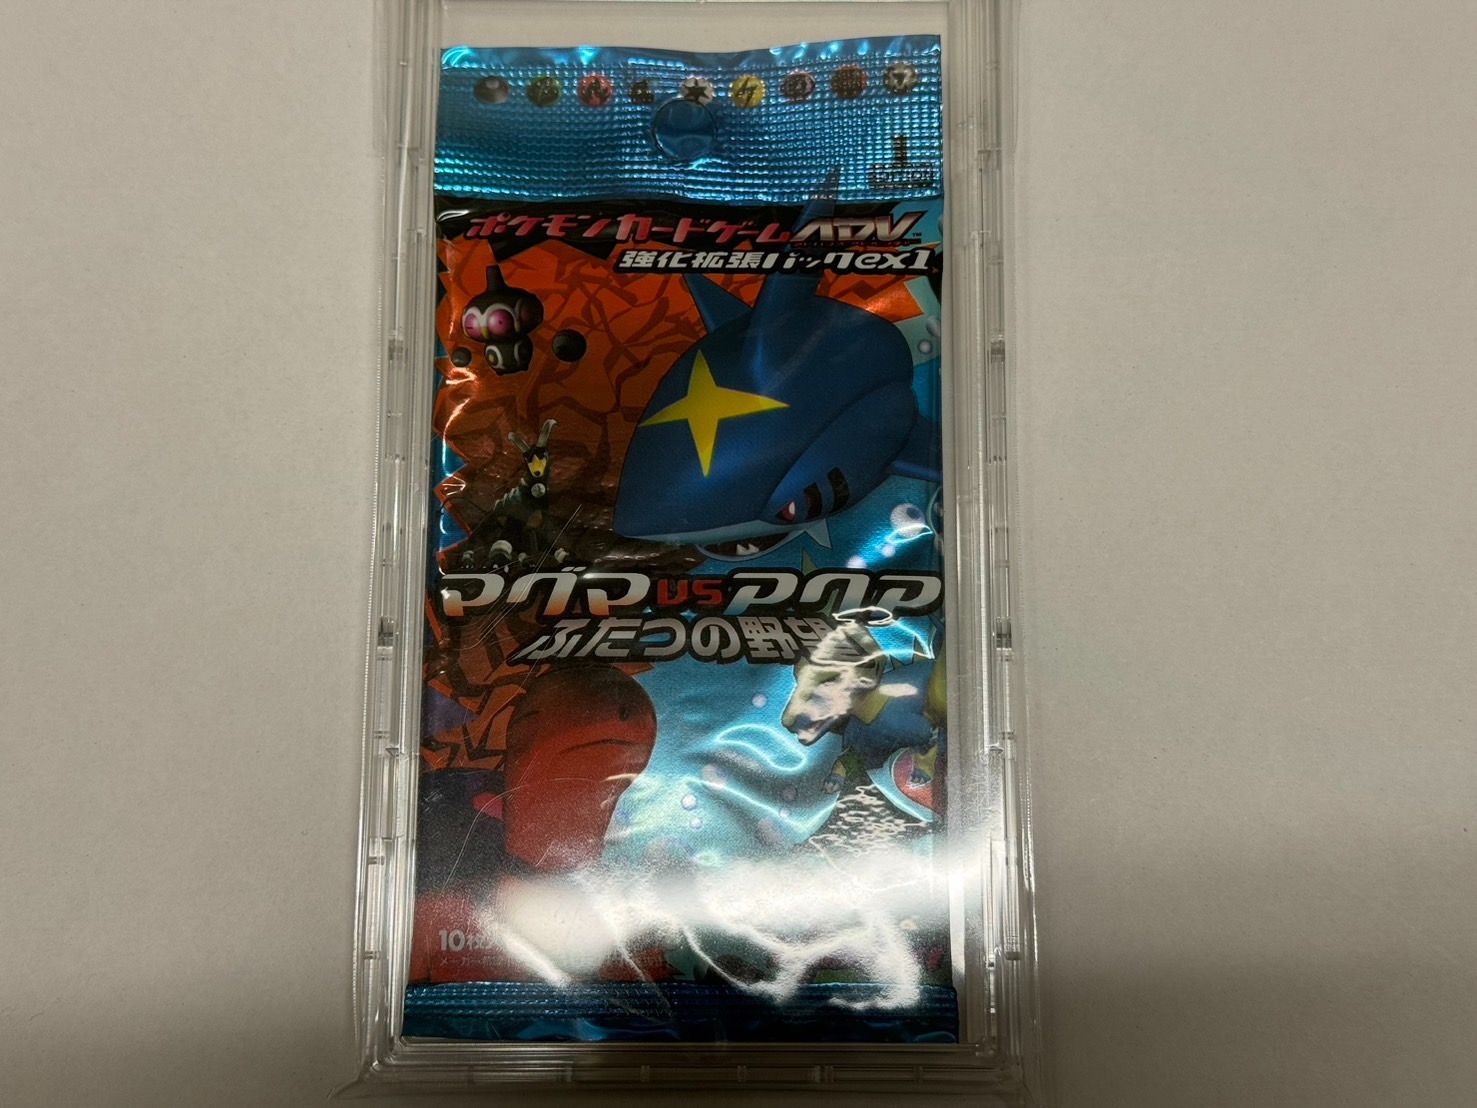 1
EDITION
ポケモンカードゲームADV
強化拡張パックex1
マグマVSアクア
ふたつの野望
10枚入